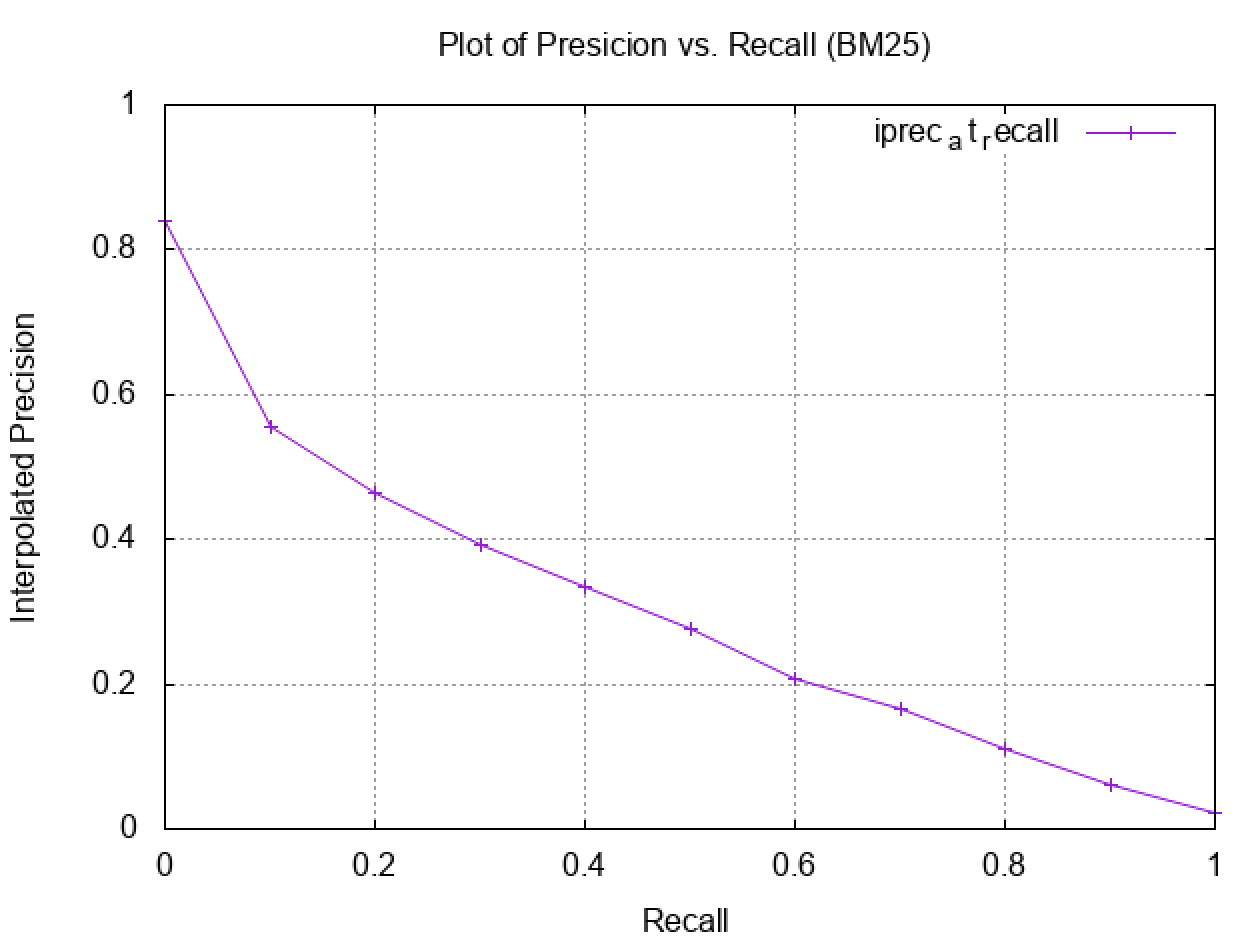 Plot of Presicion vs. Recall (BM25)
1
iprec a t r ecall
0.8
0.6
0.4
0.2
0
Interpolated Precision
0 0.2 0.4 0.6 0.8 1
Recall